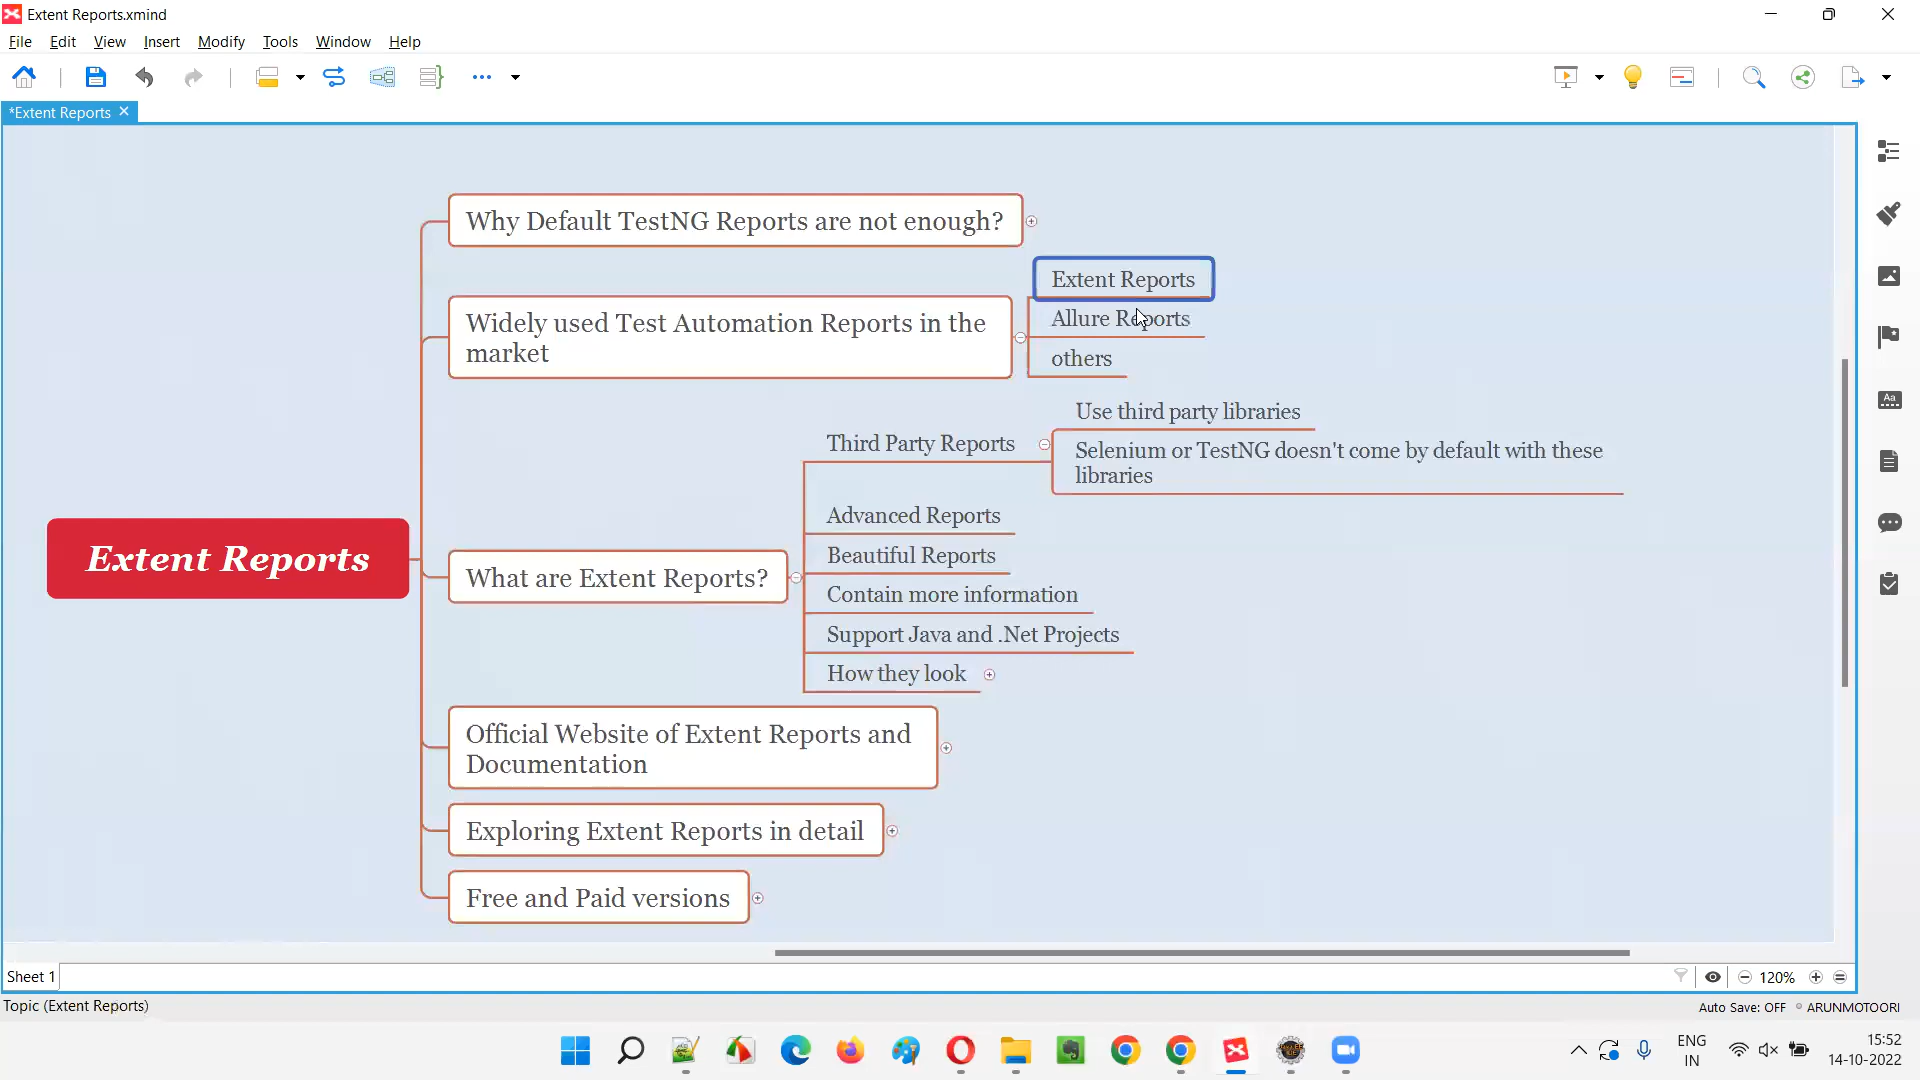 Extent Reports.xmind
File Edit View Insert Modify Tools Window Help
*Extent Reports
Why Default TestNG Reports are not enough?
Extent Reports
Widely used Test Automation Reports in the
market
Allure Reports
others
Use third party libraries
Third Party Reports
Selenium or TestNG doesn't come by default with these
libraries
Advanced Reports
Beautiful Reports
Extent Reports
What are Extent Reports?
Contain more information
Support Java and .Net Projects
How they look
Official Website of Extent Reports and
Documentation
Exploring Extent Reports in detail
Free and Paid versions
Sheet 1
120%
Topic (Extent Reports)
Auto Save: OFF
ARUNMOTOORI
ENG
IN
15:52
14-10-2022
Aa